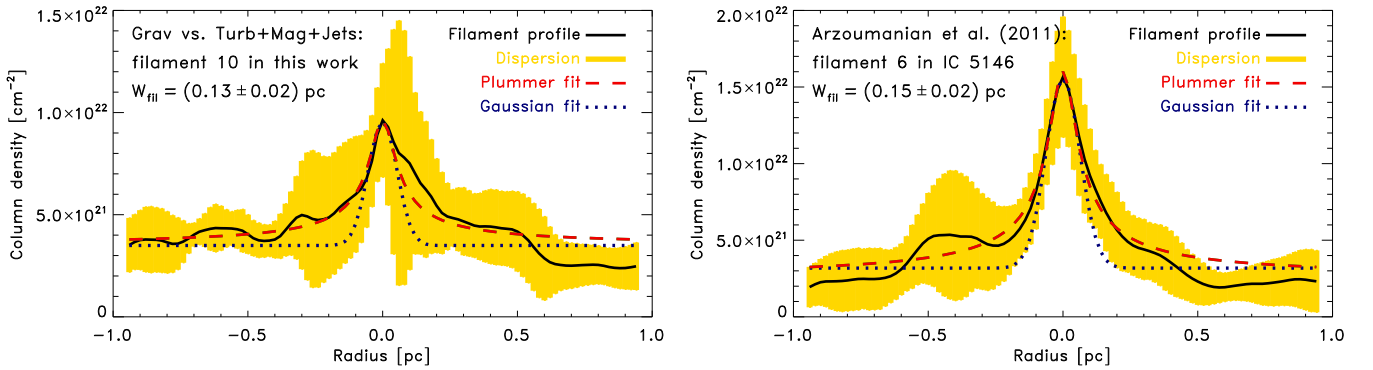 Grav vs. Turb+Mag+Jets:
filament 10 in this work
W_fil = (0.13 ± 0.02) pc
Filament profile
Dispersion
Plummer fit
Gaussian fit
Column density [cm⁻²]
1.5×10²²
1.0×10²²
5.0×10²¹
0
−1.0 −0.5 0.0 0.5 1.0
Radius [pc]
Arzoumanian et al. (2011):
filament 6 in IC 5146
W_fil = (0.15 ± 0.02) pc
Filament profile
Dispersion
Plummer fit
Gaussian fit
Column density [cm⁻²]
2.0×10²²
1.5×10²²
1.0×10²²
5.0×10²¹
0
−1.0 −0.5 0.0 0.5 1.0
Radius [pc]